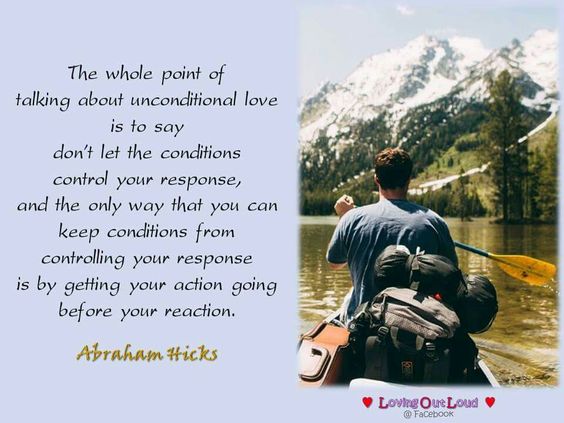 The whole point of
talking about unconditional love
is to say
don't let the conditions
control your response,
and the only way that you can
keep conditions from
controlling your response
is by getting your action going
before your reaction.
Abraham Hicks
♥ Loving Out Loud ♥
@ Facebook